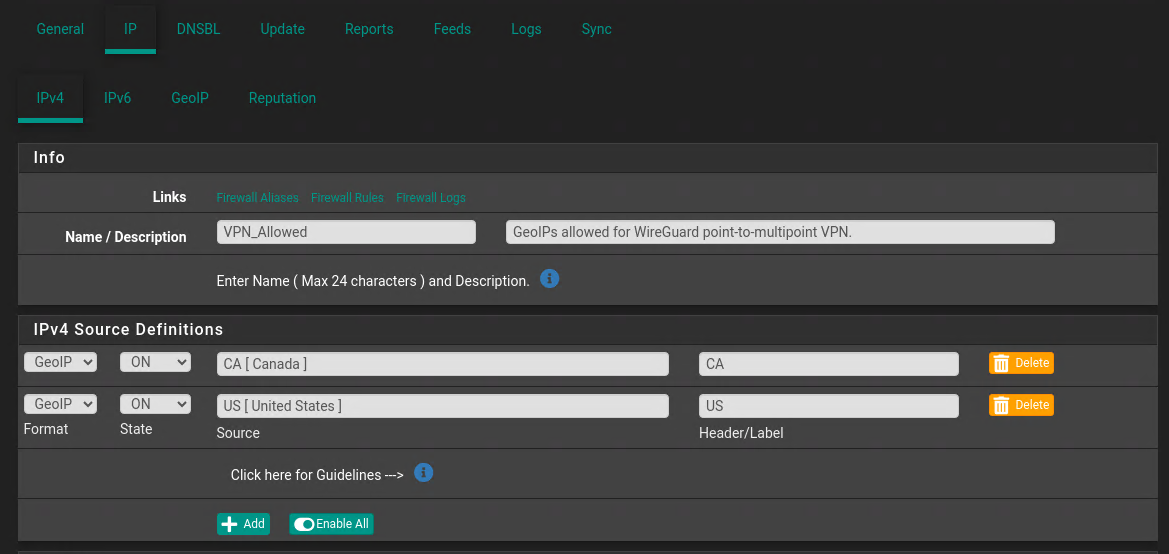 General IP DNSBL Update Reports Feeds Logs Sync
IPv4 IPv6 GeoIP Reputation
Info
Links Firewall Aliases Firewall Rules Firewall Logs
Name / Description VPN_Allowed GeoIPs allowed for WireGuard point-to-multipoint VPN.
Enter Name ( Max 24 characters ) and Description.
IPv4 Source Definitions
GeoIP ON CA [ Canada ] CA Delete
GeoIP ON US [ United States ] US Delete
Format State Source Header/Label
Click here for Guidelines --->
Add Enable All